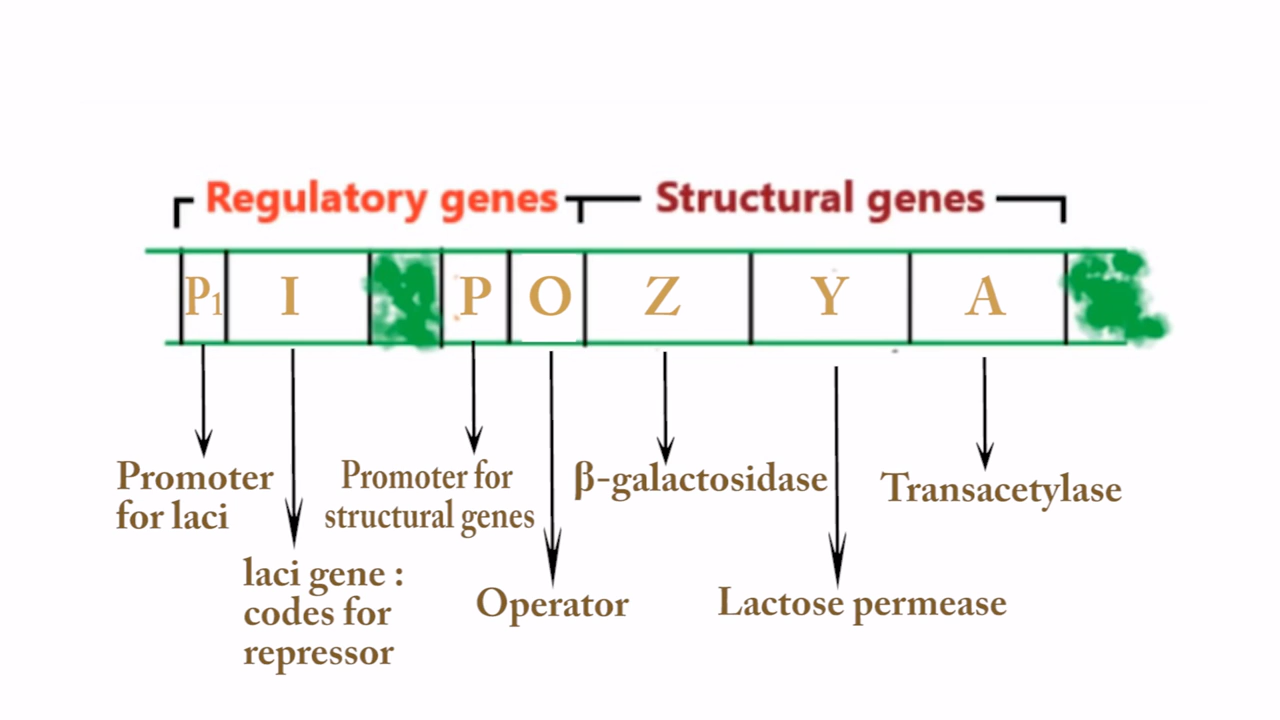 Regulatory genes Structural genes
P1 I P O Z Y A
Promoter
for laci
Promoter for
structural genes
β-galactosidase
Transacetylase
laci gene :
codes for
repressor
Operator
Lactose permease